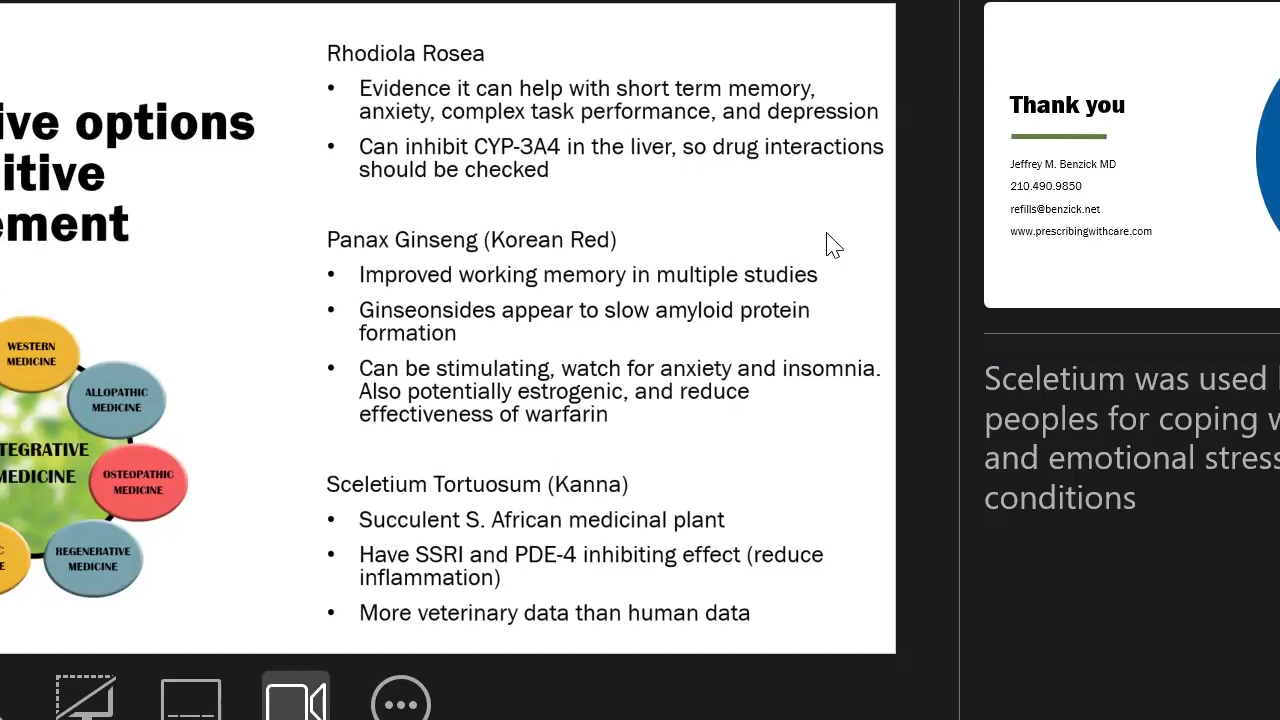 ive options
itive
ement
WESTERN
MEDICINE
ALLOPATHIC
MEDICINE
TEGRATIVE
MEDICINE
OSTEOPATHIC
MEDICINE
REGENERATIVE
MEDICINE
C
E
Rhodiola Rosea
• Evidence it can help with short term memory,
anxiety, complex task performance, and depression
• Can inhibit CYP-3A4 in the liver, so drug interactions
should be checked
Panax Ginseng (Korean Red)
• Improved working memory in multiple studies
• Ginseonsides appear to slow amyloid protein
formation
• Can be stimulating, watch for anxiety and insomnia.
Also potentially estrogenic, and reduce
effectiveness of warfarin
Sceletium Tortuosum (Kanna)
• Succulent S. African medicinal plant
• Have SSRI and PDE-4 inhibiting effect (reduce
inflammation)
• More veterinary data than human data
Thank you
Jeffrey M. Benzick MD
210.490.9850
refills@benzick.net
www.prescribingwithcare.com
Sceletium was used
peoples for coping w
and emotional stress
conditions